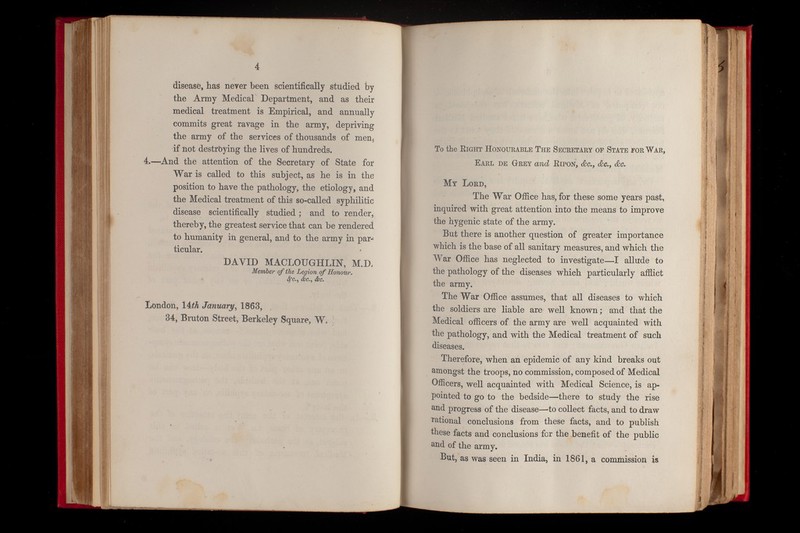 4
disease, has never been scientifically studied by
the Army Medical Department, and as their
medical treatment is Empirical, and annually
commits great ravage in the army, depriving
the army of the services of thousands of men,
if not destroying the lives of hundreds.
4.—And the attention of the Secretary of State for
War is called to this subject, as he is in the
position to have the pathology, the etiology, and
the Medical treatment of this so-called syphilitic
disease scientifically studied; and to render,
thereby, the greatest service that can be rendered
to humanity in general, and to the army in par-
ticular.
DAVID MACLOUGHLIN, M.D.
Member of the Legion of Honour.
&c., &c., &c.
London, 14th January, 1863,
34, Bruton Street, Berkeley Square, W.
To the Right Honourable The Secretary of State for War,
Earl de Grey and Ripon, &c., &c., &c.
My Lord,
The War Office has, for these some years past,
inquired with great attention into the means to improve
the hygenic state of the army.
But there is another question of greater importance
which is the base of all sanitary measures, and which the
War Office has neglected to investigate—I allude to
the pathology of the diseases which particularly afflict
the army.
The War Office assumes, that all diseases to which
the soldiers are liable are well known; and that the
Medical officers of the army are well acquainted with
the pathology, and with the Medical treatment of such
diseases.
Therefore, when an epidemic of any kind breaks out
amongst the troops, no commission, composed of Medical
Officers, well acquainted with Medical Science, is ap-
pointed to go to the bedside—there to study the rise
and progress of the disease—to collect facts, and to draw
rational conclusions from these facts, and to publish
these facts and conclusions for the benefit of the public
and of the army.
But, as was seen in India, in 1861, a commission is